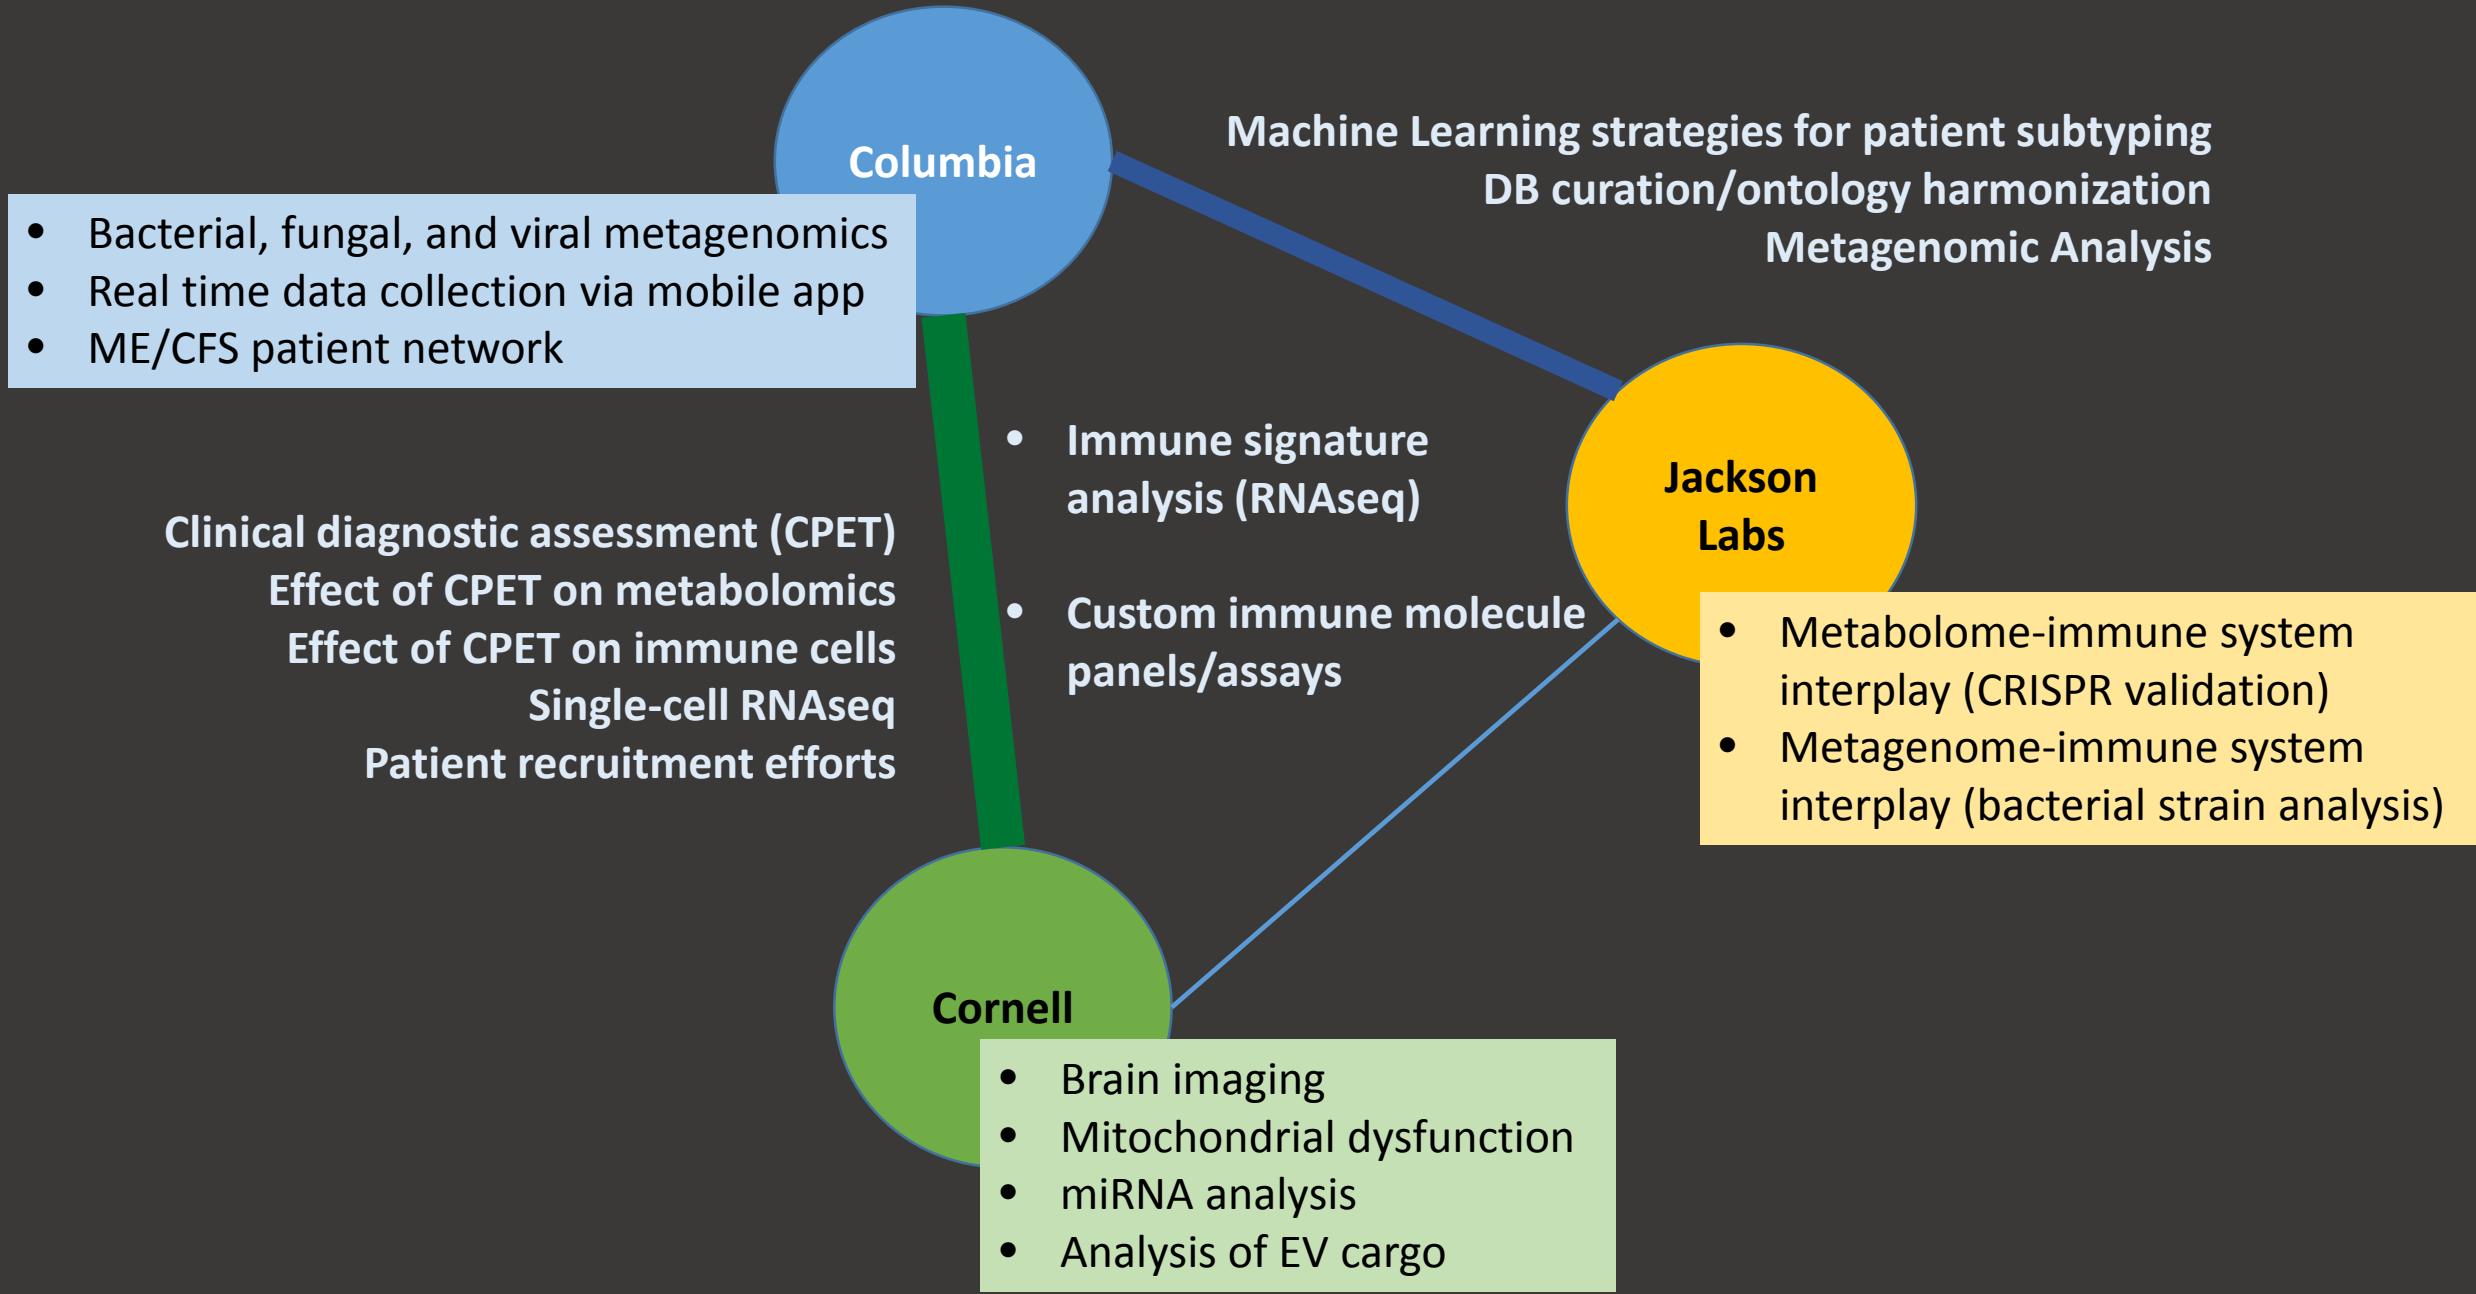 Columbia
• Bacterial, fungal, and viral metagenomics
• Real time data collection via mobile app
• ME/CFS patient network
Machine Learning strategies for patient subtyping
DB curation/ontology harmonization
Metagenomic Analysis
• Immune signature
analysis (RNAseq)
• Custom immune molecule
panels/assays
Jackson
Labs
• Metabolome-immune system
interplay (CRISPR validation)
• Metagenome-immune system
interplay (bacterial strain analysis)
Clinical diagnostic assessment (CPET)
Effect of CPET on metabolomics
Effect of CPET on immune cells
Single-cell RNAseq
Patient recruitment efforts
Cornell
• Brain imaging
• Mitochondrial dysfunction
• miRNA analysis
• Analysis of EV cargo